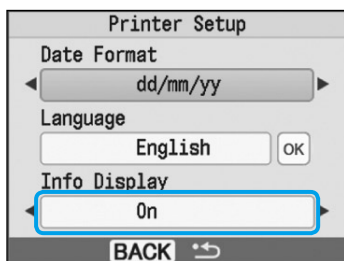 Printer Setup
Date Format
dd/mm/yy
Language
English OK
Info Display
On
BACK